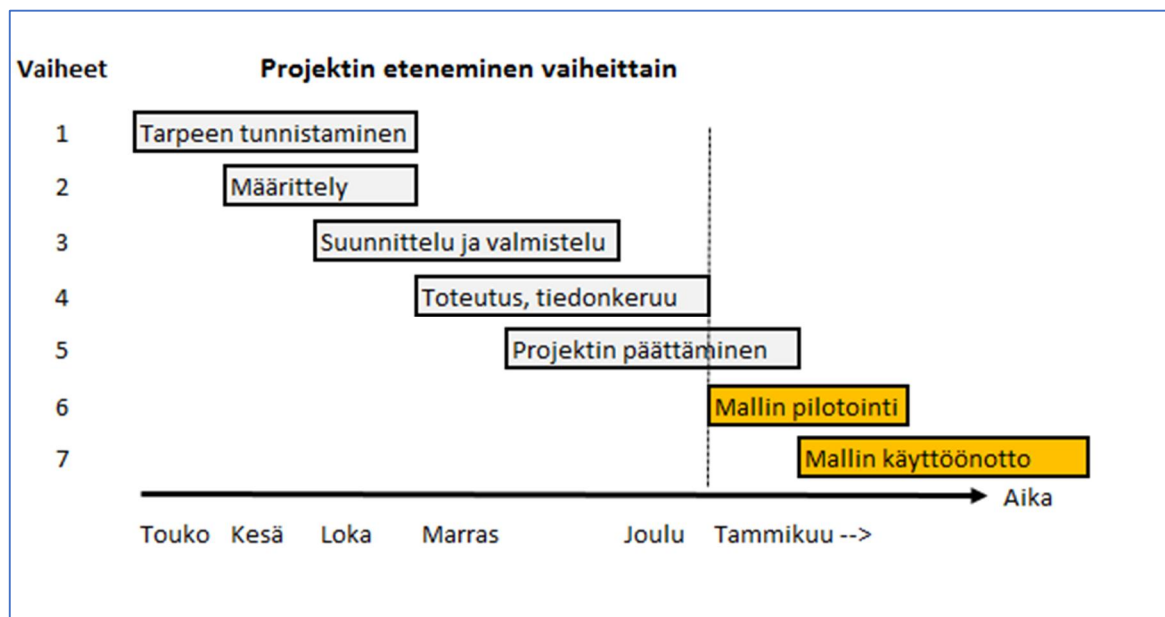 Vaiheet Projektin eteneminen vaiheittain
1 Tarpeen tunnistaminen
2 Määrittely
3 Suunnittelu ja valmistelu
4 Toteutus, tiedonkeruu
5 Projektin päättäminen
6 Mallin pilotointi
7 Mallin käyttöönotto
Aika
Touko Kesä Loka Marras Joulu Tammikuu -->